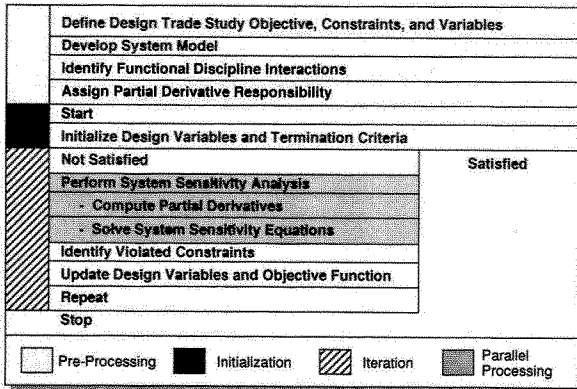 Define Design Trade Study Objective, Constraints, and Variables
Develop System Model
Identify Functional Discipline Interactions
Assign Partial Derivative Responsibility
Start
Initialize Design Variables and Termination Criteria
Not Satisfied
Satisfied
Perform System Sensitivity Analysis
- Compute Partial Derivatives
- Solve System Sensitivity Equations
Identify Violated Constraints
Update Design Variables and Objective Function
Repeat
Stop
Pre-Processing
Initialization
Iteration
Parallel
Processing